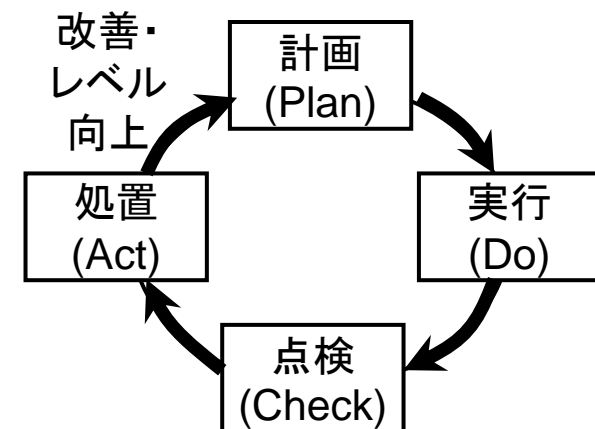 改善・
レベル
向上
計画
(Plan)
実行
(Do)
点検
(Check)
処置
(Act)